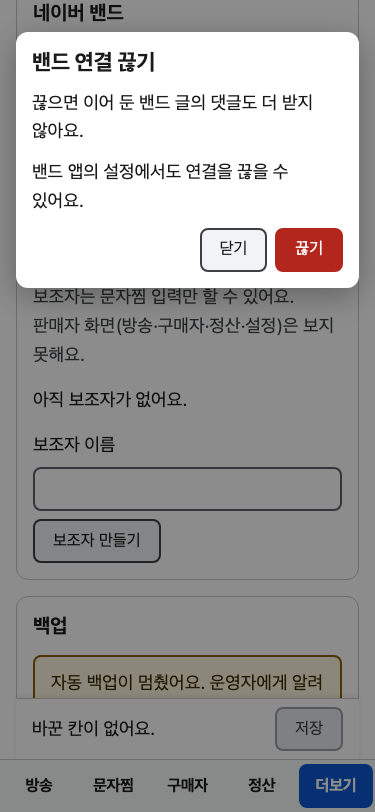 네이버 밴드
밴드 연결 끊기
끊으면 이어 둔 밴드 글의 댓글도 더 받지
않아요.
밴드 앱의 설정에서도 연결을 끊을 수
있어요.
닫기
끊기
보조자는 문자찜 입력만 할 수 있어요.
판매자 화면(방송·구매자·정산·설정)은 보지
못해요.
아직 보조자가 없어요.
보조자 이름
보조자 만들기
백업
자동 백업이 멈췄어요. 운영자에게 알려
바꾼 칸이 없어요.
저장
방송
문자찜
구매자
정산
더보기